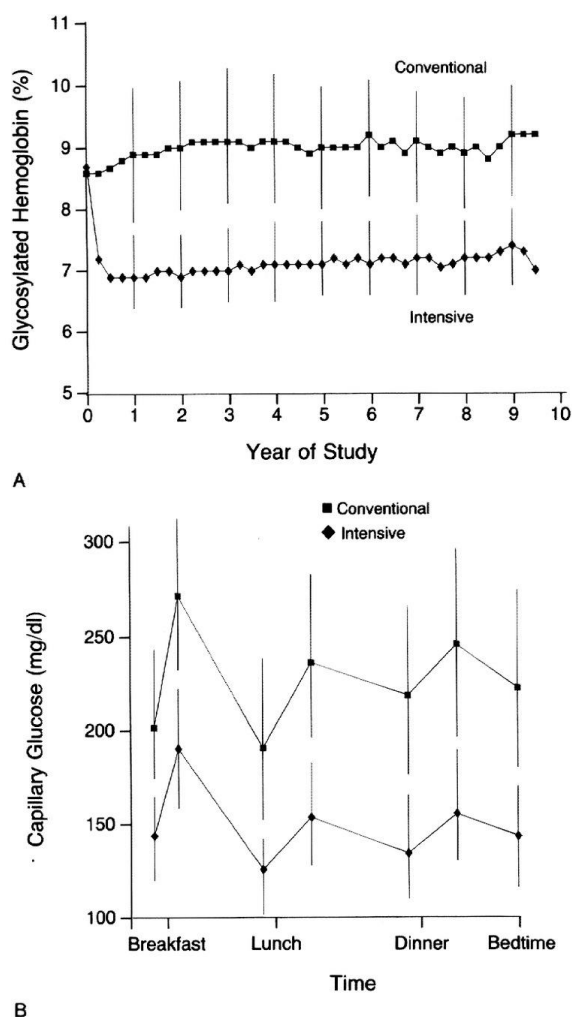 11
10
9
8
7
6
5
Glycosylated Hemoglobin (%)
Conventional
Intensive
0 1 2 3 4 5 6 7 8 9 10
Year of Study
A
Conventional
Intensive
300
250
200
150
100
Capillary Glucose (mg/dl)
Breakfast Lunch Dinner Bedtime
Time
B